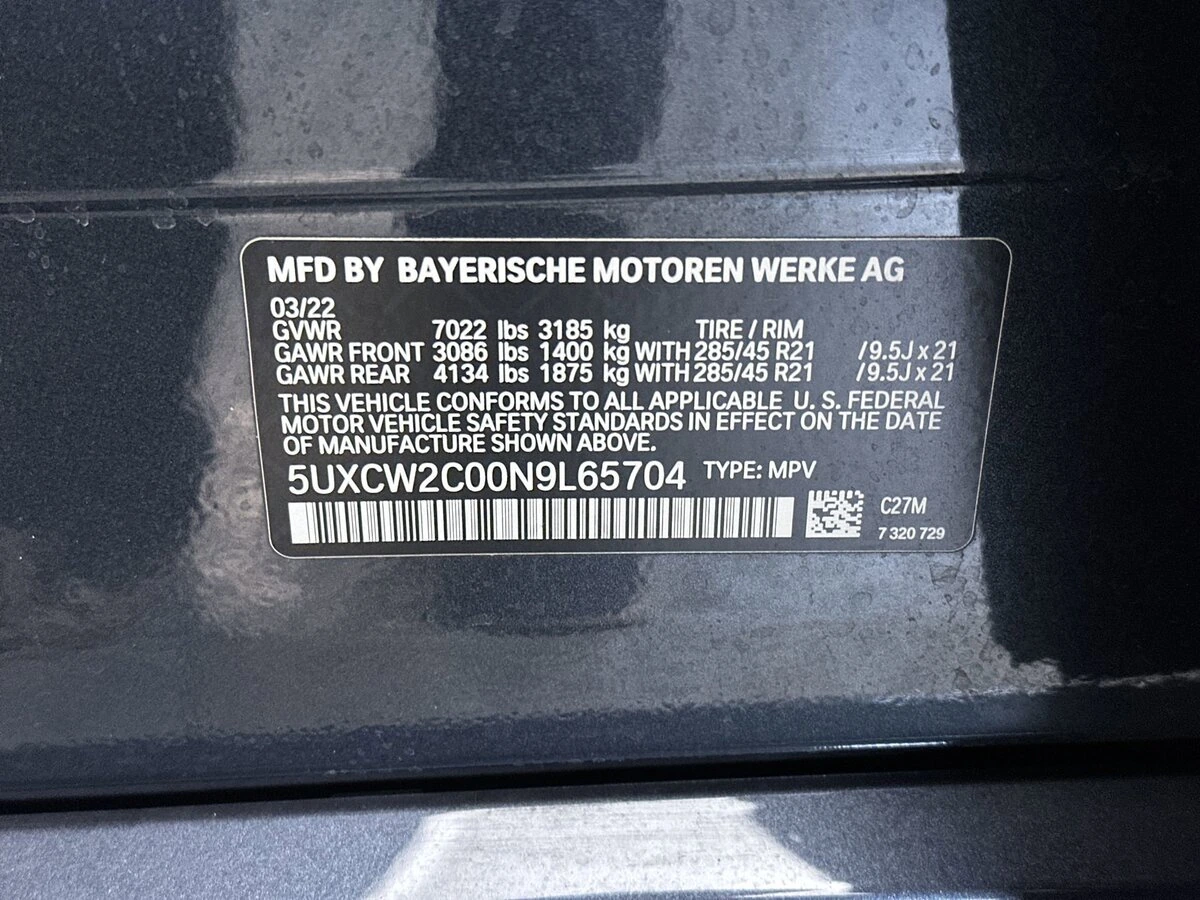 MFD BY BAYERISCHE MOTOREN WERKE AG
03/22
GVWR 7022 lbs 3185 kg TIRE / RIM
GAWR FRONT 3086 lbs 1400 kg WITH 285/45 R21 /9.5J x 21
GAWR REAR 4134 lbs 1875 kg WITH 285/45 R21 /9.5J x 21
THIS VEHICLE CONFORMS TO ALL APPLICABLE U. S. FEDERAL
MOTOR VEHICLE SAFETY STANDARDS IN EFFECT ON THE DATE
OF MANUFACTURE SHOWN ABOVE.
5UXCW2C00N9L65704 TYPE: MPV
C27M
7 320 729